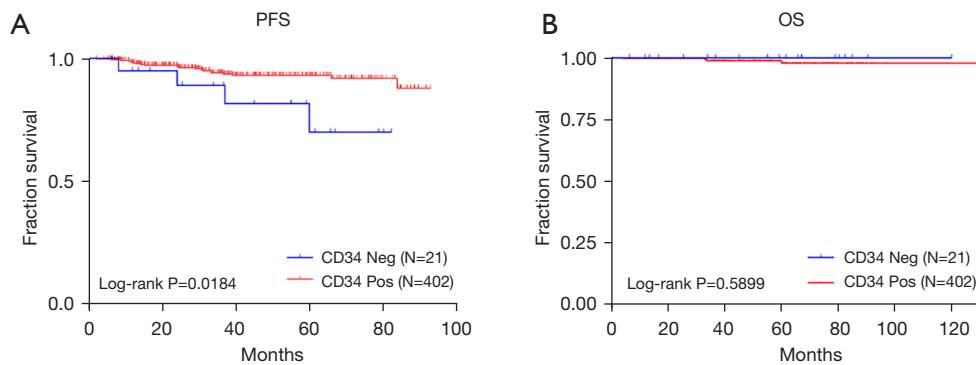 A
PFS
Fraction survival
1.0
0.5
0.0
CD34 Neg (N=21)
CD34 Pos (N=402)
Log-rank P=0.0184
0 20 40 60 80 100
Months
B
OS
Fraction survival
1.00
0.75
0.50
0.25
0.00
CD34 Neg (N=21)
CD34 Pos (N=402)
Log-rank P=0.5899
0 20 40 60 80 100 120
Months